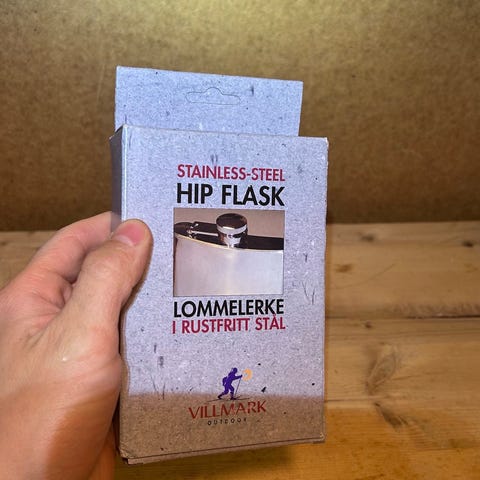 STAINLESS-STEEL
HIP FLASK
LOMMELERKE
I RUSTFRITT STÅL
VILLMARK
OUTDOOR